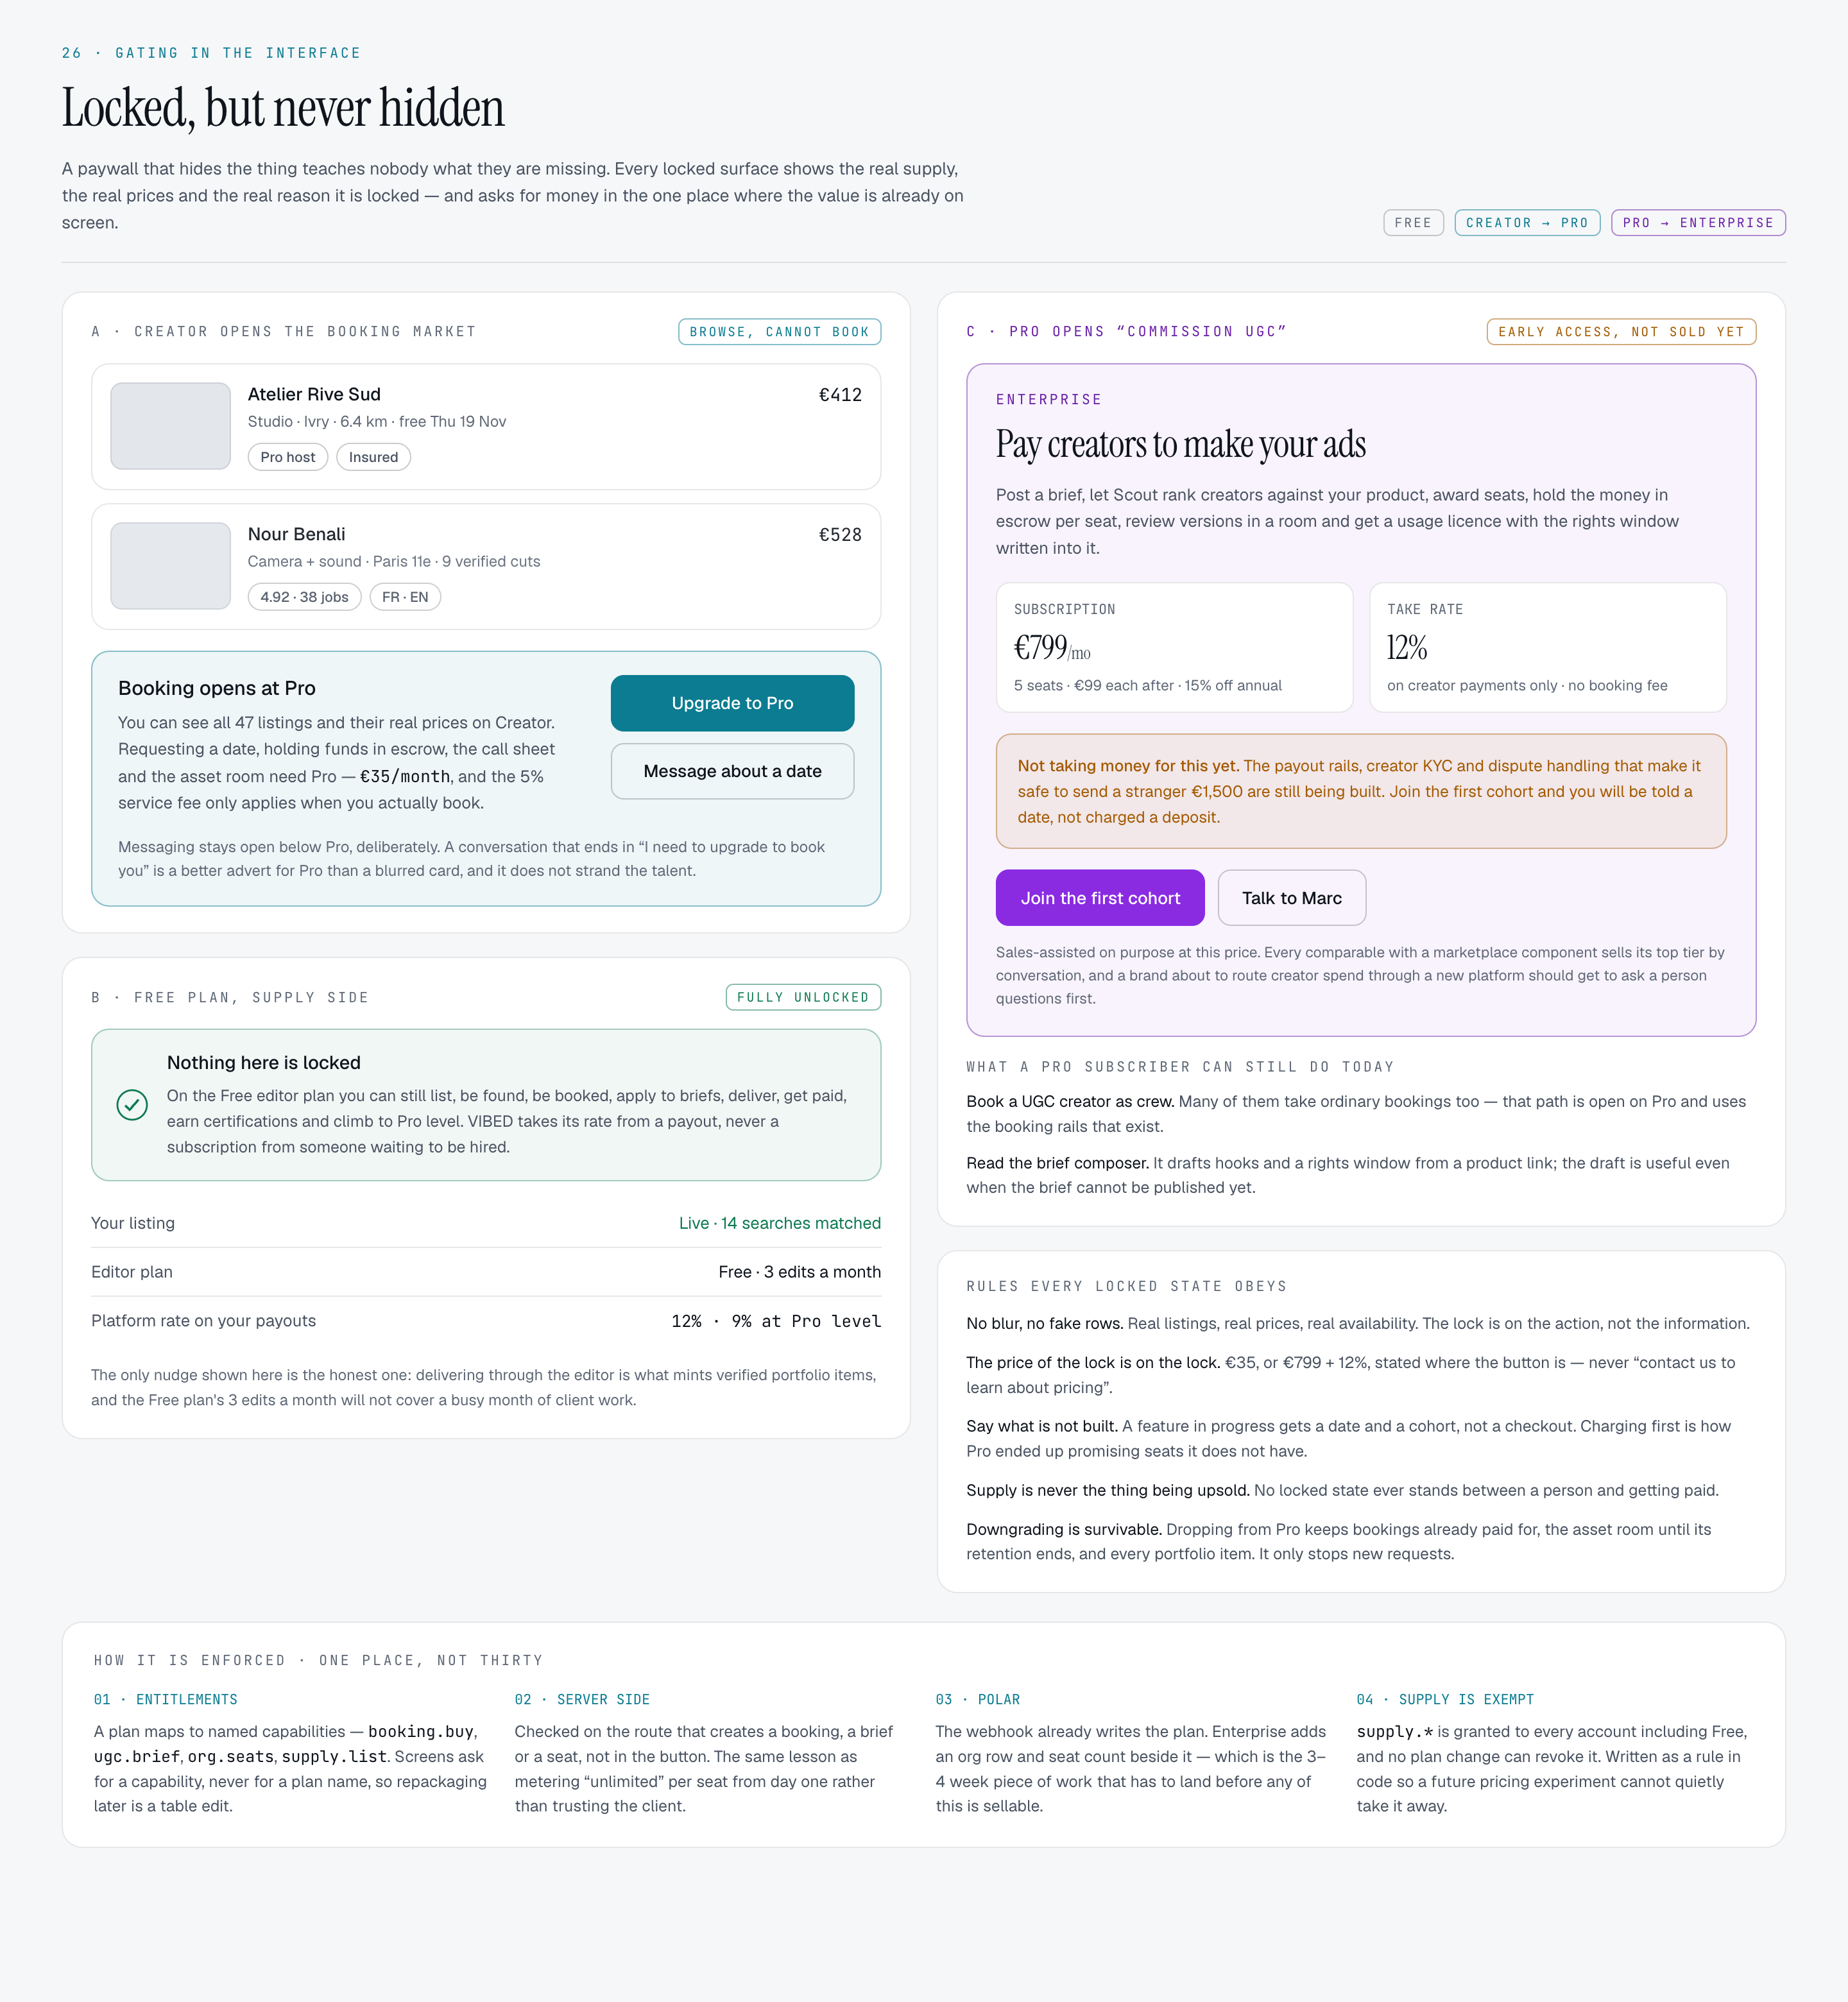 26 · GATING IN THE INTERFACE
Locked, but never hidden
A paywall that hides the thing teaches nobody what they are missing. Every locked surface shows the real supply,
the real prices and the real reason it is locked — and asks for money in the one place where the value is already on
screen.
FREE
CREATOR → PRO
PRO → ENTERPRISE
A · CREATOR OPENS THE BOOKING MARKET
BROWSE, CANNOT BOOK
Atelier Rive Sud
€412
Studio · Ivry · 6.4 km · free Thu 19 Nov
Pro host
Insured
Nour Benali
€528
Camera + sound · Paris 11e · 9 verified cuts
4.92 · 38 jobs
FR · EN
Booking opens at Pro
You can see all 47 listings and their real prices on Creator.
Requesting a date, holding funds in escrow, the call sheet
and the asset room need Pro — €35/month, and the 5%
service fee only applies when you actually book.
Upgrade to Pro
Message about a date
Messaging stays open below Pro, deliberately. A conversation that ends in “I need to upgrade to book
you” is a better advert for Pro than a blurred card, and it does not strand the talent.
B · FREE PLAN, SUPPLY SIDE
FULLY UNLOCKED
Nothing here is locked
On the Free editor plan you can still list, be found, be booked, apply to briefs, deliver, get paid,
earn certifications and climb to Pro level. VIBED takes its rate from a payout, never a
subscription from someone waiting to be hired.
Your listing
Live · 14 searches matched
Editor plan
Free · 3 edits a month
Platform rate on your payouts
12% · 9% at Pro level
The only nudge shown here is the honest one: delivering through the editor is what mints verified portfolio items,
and the Free plan's 3 edits a month will not cover a busy month of client work.
C · PRO OPENS “COMMISSION UGC”
EARLY ACCESS, NOT SOLD YET
ENTERPRISE
Pay creators to make your ads
Post a brief, let Scout rank creators against your product, award seats, hold the money in
escrow per seat, review versions in a room and get a usage licence with the rights window
written into it.
SUBSCRIPTION
€799/mo
5 seats · €99 each after · 15% off annual
TAKE RATE
12%
on creator payments only · no booking fee
Not taking money for this yet. The payout rails, creator KYC and dispute handling that make it
safe to send a stranger €1,500 are still being built. Join the first cohort and you will be told a
date, not charged a deposit.
Join the first cohort
Talk to Marc
Sales-assisted on purpose at this price. Every comparable with a marketplace component sells its top tier by
conversation, and a brand about to route creator spend through a new platform should get to ask a person
questions first.
WHAT A PRO SUBSCRIBER CAN STILL DO TODAY
Book a UGC creator as crew. Many of them take ordinary bookings too — that path is open on Pro and uses
the booking rails that exist.
Read the brief composer. It drafts hooks and a rights window from a product link; the draft is useful even
when the brief cannot be published yet.
RULES EVERY LOCKED STATE OBEYS
No blur, no fake rows. Real listings, real prices, real availability. The lock is on the action, not the information.
The price of the lock is on the lock. €35, or €799 + 12%, stated where the button is — never “contact us to
learn about pricing”.
Say what is not built. A feature in progress gets a date and a cohort, not a checkout. Charging first is how
Pro ended up promising seats it does not have.
Supply is never the thing being upsold. No locked state ever stands between a person and getting paid.
Downgrading is survivable. Dropping from Pro keeps bookings already paid for, the asset room until its
retention ends, and every portfolio item. It only stops new requests.
HOW IT IS ENFORCED · ONE PLACE, NOT THIRTY
01 · ENTITLEMENTS
A plan maps to named capabilities — booking.buy,
ugc.brief, org.seats, supply.list. Screens ask
for a capability, never for a plan name, so repackaging
later is a table edit.
02 · SERVER SIDE
Checked on the route that creates a booking, a brief
or a seat, not in the button. The same lesson as
metering “unlimited” per seat from day one rather
than trusting the client.
03 · POLAR
The webhook already writes the plan. Enterprise adds
an org row and seat count beside it — which is the 3–
4 week piece of work that has to land before any of
this is sellable.
04 · SUPPLY IS EXEMPT
supply.* is granted to every account including Free,
and no plan change can revoke it. Written as a rule in
code so a future pricing experiment cannot quietly
take it away.